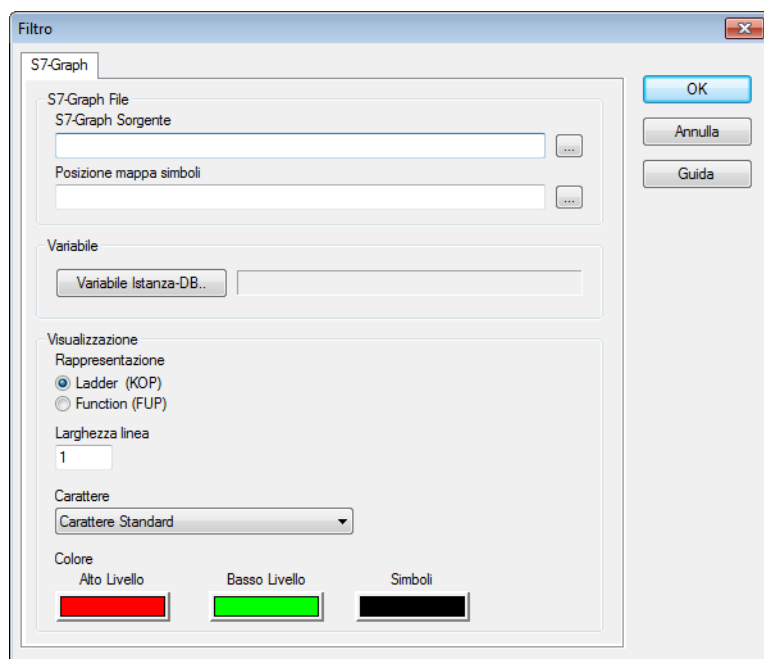 Filtro
S7-Graph
S7-Graph File
S7-Graph Sorgente
...
Posizione mappa simboli
...
Variabile
Variabile Istanza-DB..
Visualizzazione
Rappresentazione
Ladder (KOP)
Function (FUP)
Larghezza linea
1
Carattere
Carattere Standard
Colore
Alto Livello Basso Livello Simboli
OK
Annulla
Guida